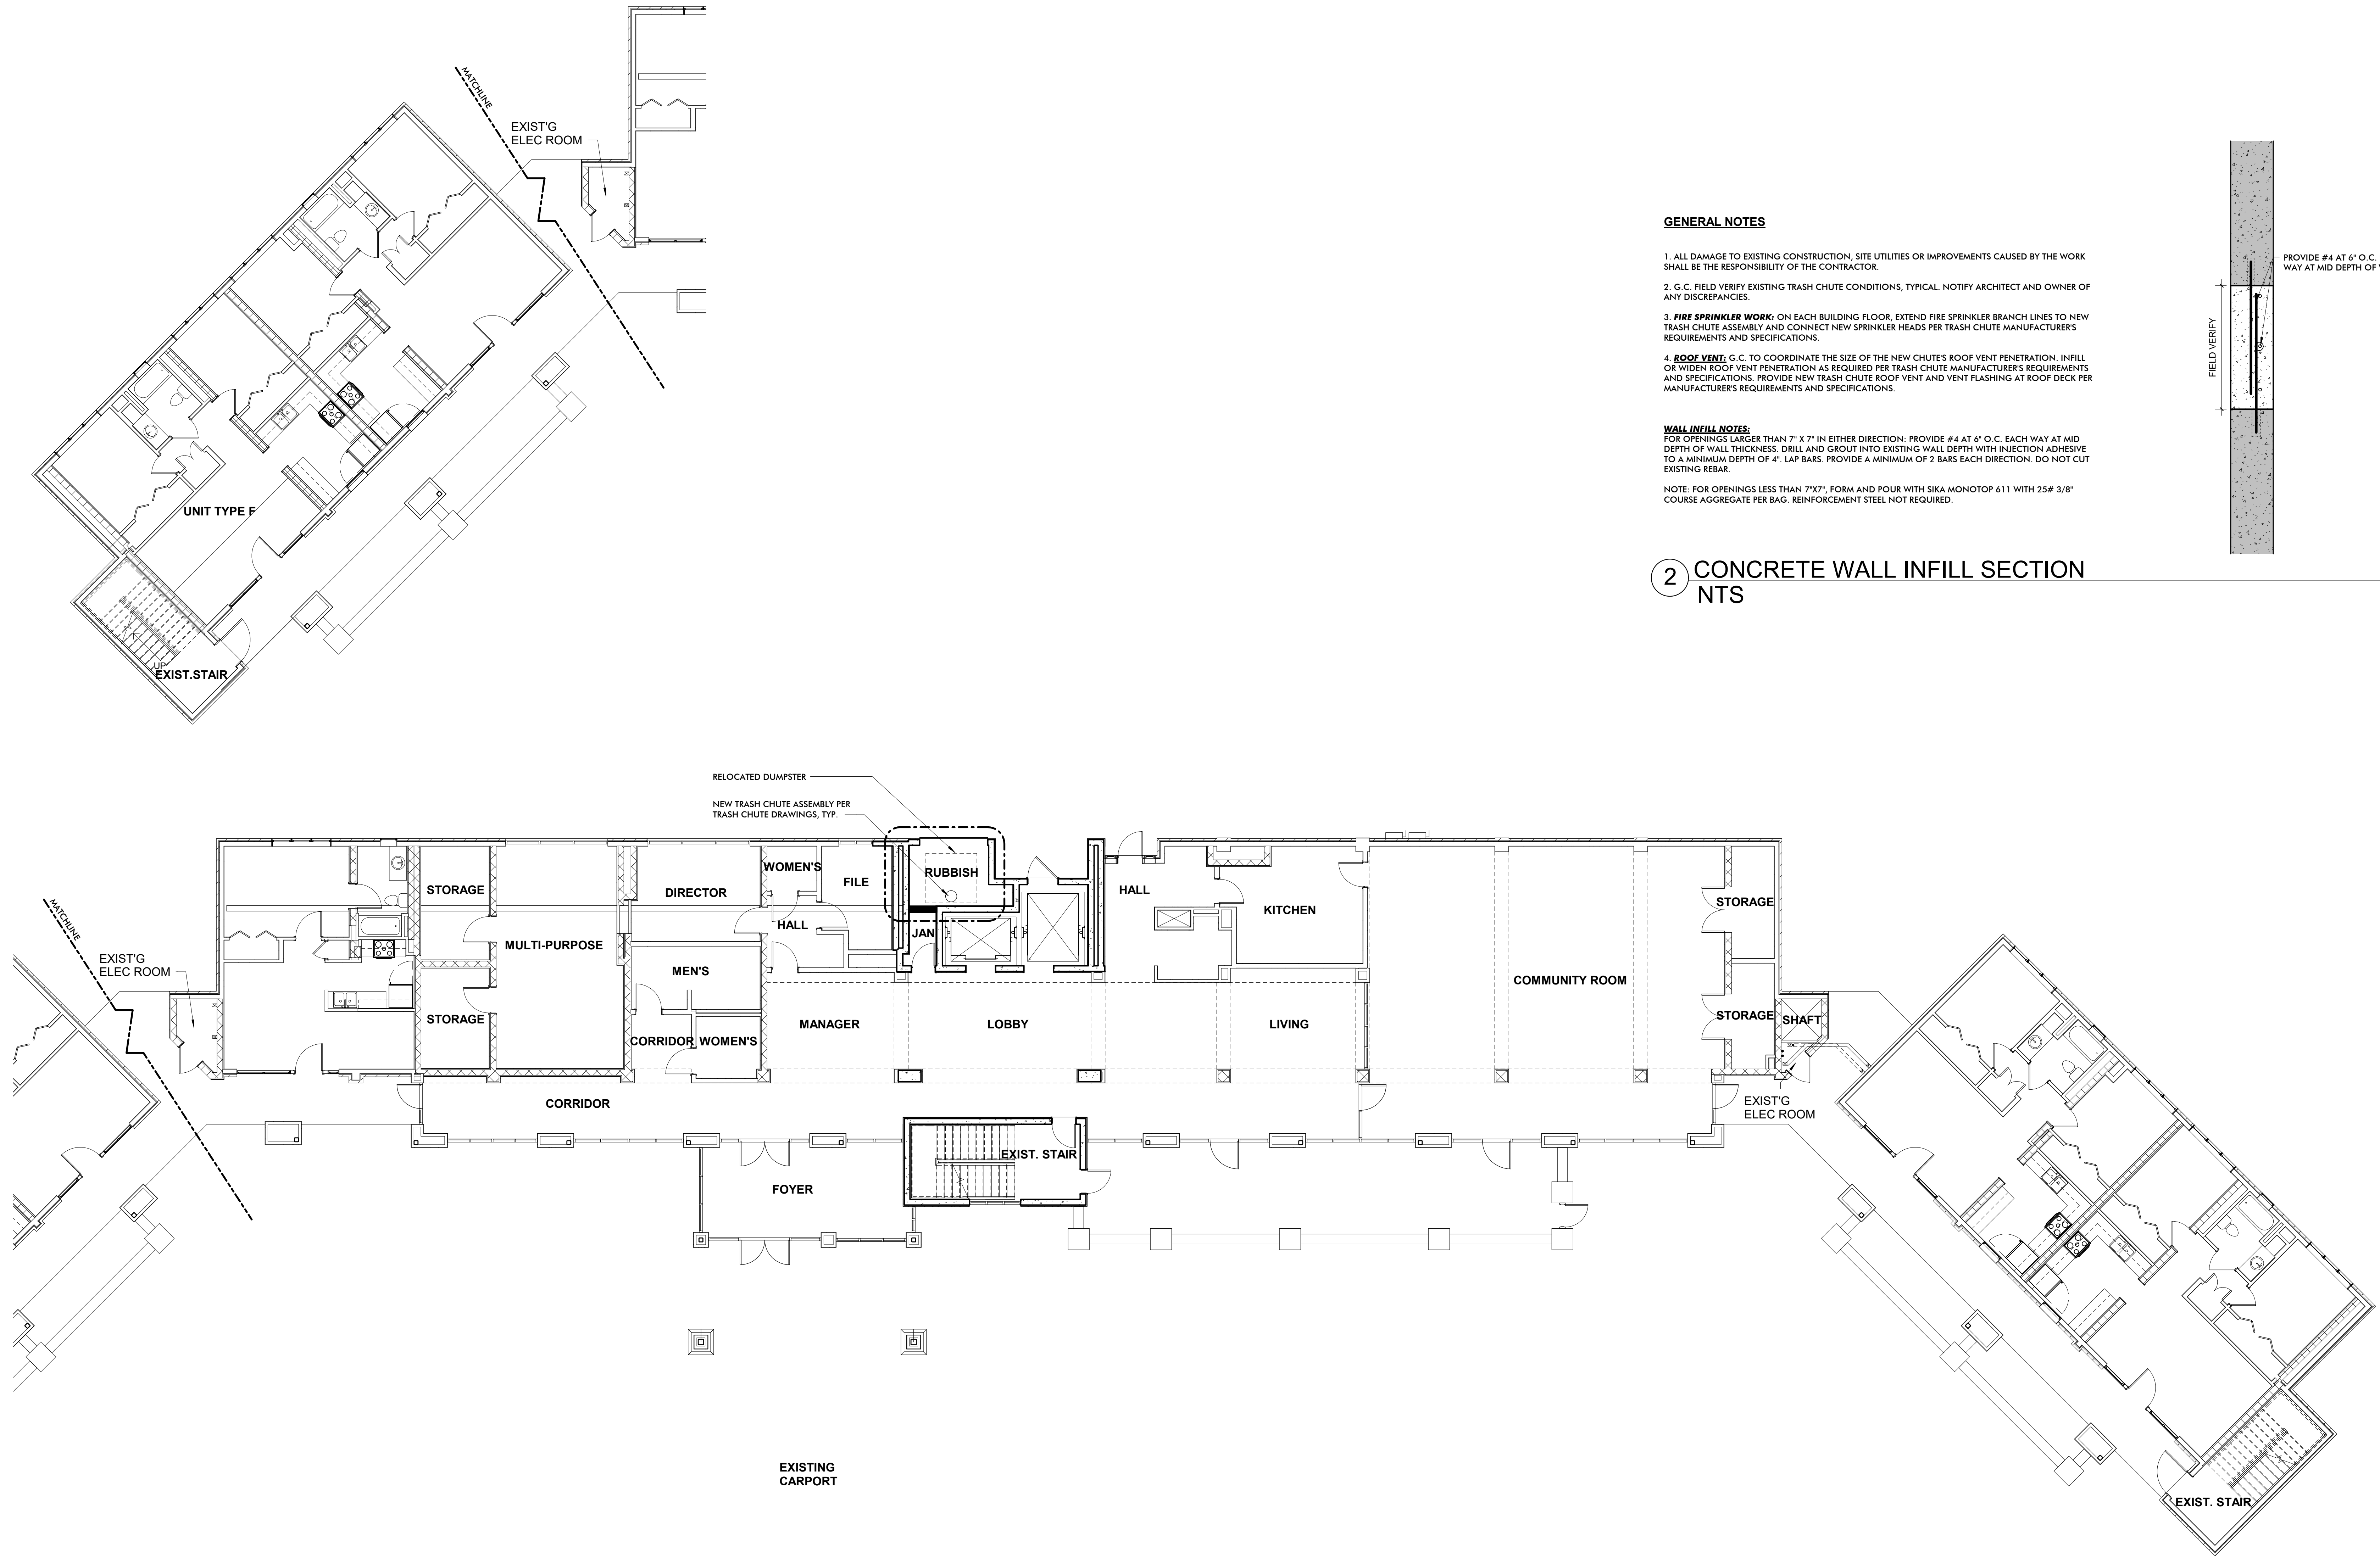 MATCHLINE
EXIST'G
ELEC ROOM
UNIT TYPE F
UP
EXIST.STAIR
GENERAL NOTES
1. ALL DAMAGE TO EXISTING CONSTRUCTION, SITE UTILITIES OR IMPROVEMENTS CAUSED BY THE WORK
SHALL BE THE RESPONSIBILITY OF THE CONTRACTOR.
2. G.C. FIELD VERIFY EXISTING TRASH CHUTE CONDITIONS, TYPICAL. NOTIFY ARCHITECT AND OWNER OF
ANY DISCREPANCIES.
3. FIRE SPRINKLER WORK: ON EACH BUILDING FLOOR, EXTEND FIRE SPRINKLER BRANCH LINES TO NEW
TRASH CHUTE ASSEMBLY AND CONNECT NEW SPRINKLER HEADS PER TRASH CHUTE MANUFACTURER'S
REQUIREMENTS AND SPECIFICATIONS.
4. ROOF VENT: G.C. TO COORDINATE THE SIZE OF THE NEW CHUTE'S ROOF VENT PENETRATION. INFILL
OR WIDEN ROOF VENT PENETRATION AS REQUIRED PER TRASH CHUTE MANUFACTURER'S REQUIREMENTS
AND SPECIFICATIONS. PROVIDE NEW TRASH CHUTE ROOF VENT AND VENT FLASHING AT ROOF DECK PER
MANUFACTURER'S REQUIREMENTS AND SPECIFICATIONS.
WALL INFILL NOTES:
FOR OPENINGS LARGER THAN 7" X 7" IN EITHER DIRECTION: PROVIDE #4 AT 6" O.C. EACH WAY AT MID
DEPTH OF WALL THICKNESS. DRILL AND GROUT INTO EXISTING WALL DEPTH WITH INJECTION ADHESIVE
TO A MINIMUM DEPTH OF 4". LAP BARS. PROVIDE A MINIMUM OF 2 BARS EACH DIRECTION. DO NOT CUT
EXISTING REBAR.
NOTE: FOR OPENINGS LESS THAN 7"X7", FORM AND POUR WITH SIKA MONOTOP 611 WITH 25# 3/8"
COURSE AGGREGATE PER BAG. REINFORCEMENT STEEL NOT REQUIRED.
PROVIDE #4 AT 6" O.C.
WAY AT MID DEPTH OF
FIELD VERIFY
2 CONCRETE WALL INFILL SECTION
NTS
RELOCATED DUMPSTER
NEW TRASH CHUTE ASSEMBLY PER
TRASH CHUTE DRAWINGS, TYP.
MATCHLINE
EXIST'G
ELEC ROOM
STORAGE
STORAGE
MULTI-PURPOSE
DIRECTOR
WOMEN'S
FILE
HALL
MEN'S
CORRIDOR
WOMEN'S
RUBBISH
JAN
MANAGER
LOBBY
LIVING
HALL
KITCHEN
COMMUNITY ROOM
STORAGE
STORAGE
SHAFT
EXIST'G
ELEC ROOM
CORRIDOR
EXIST. STAIR
FOYER
EXIST. STAIR
EXISTING
CARPORT